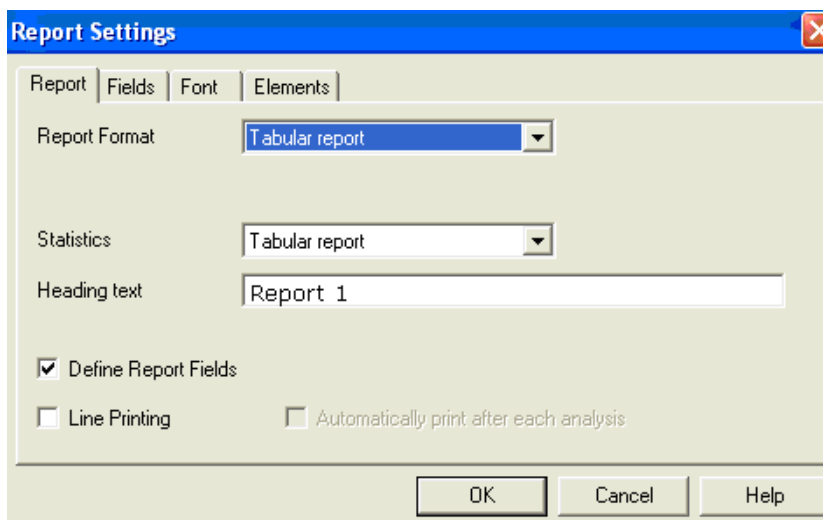 Report Settings
Report Fields Font Elements
Report Format Tabular report
Statistics Tabular report
Heading text Report 1
Define Report Fields
Line Printing Automatically print after each analysis
OK Cancel Help